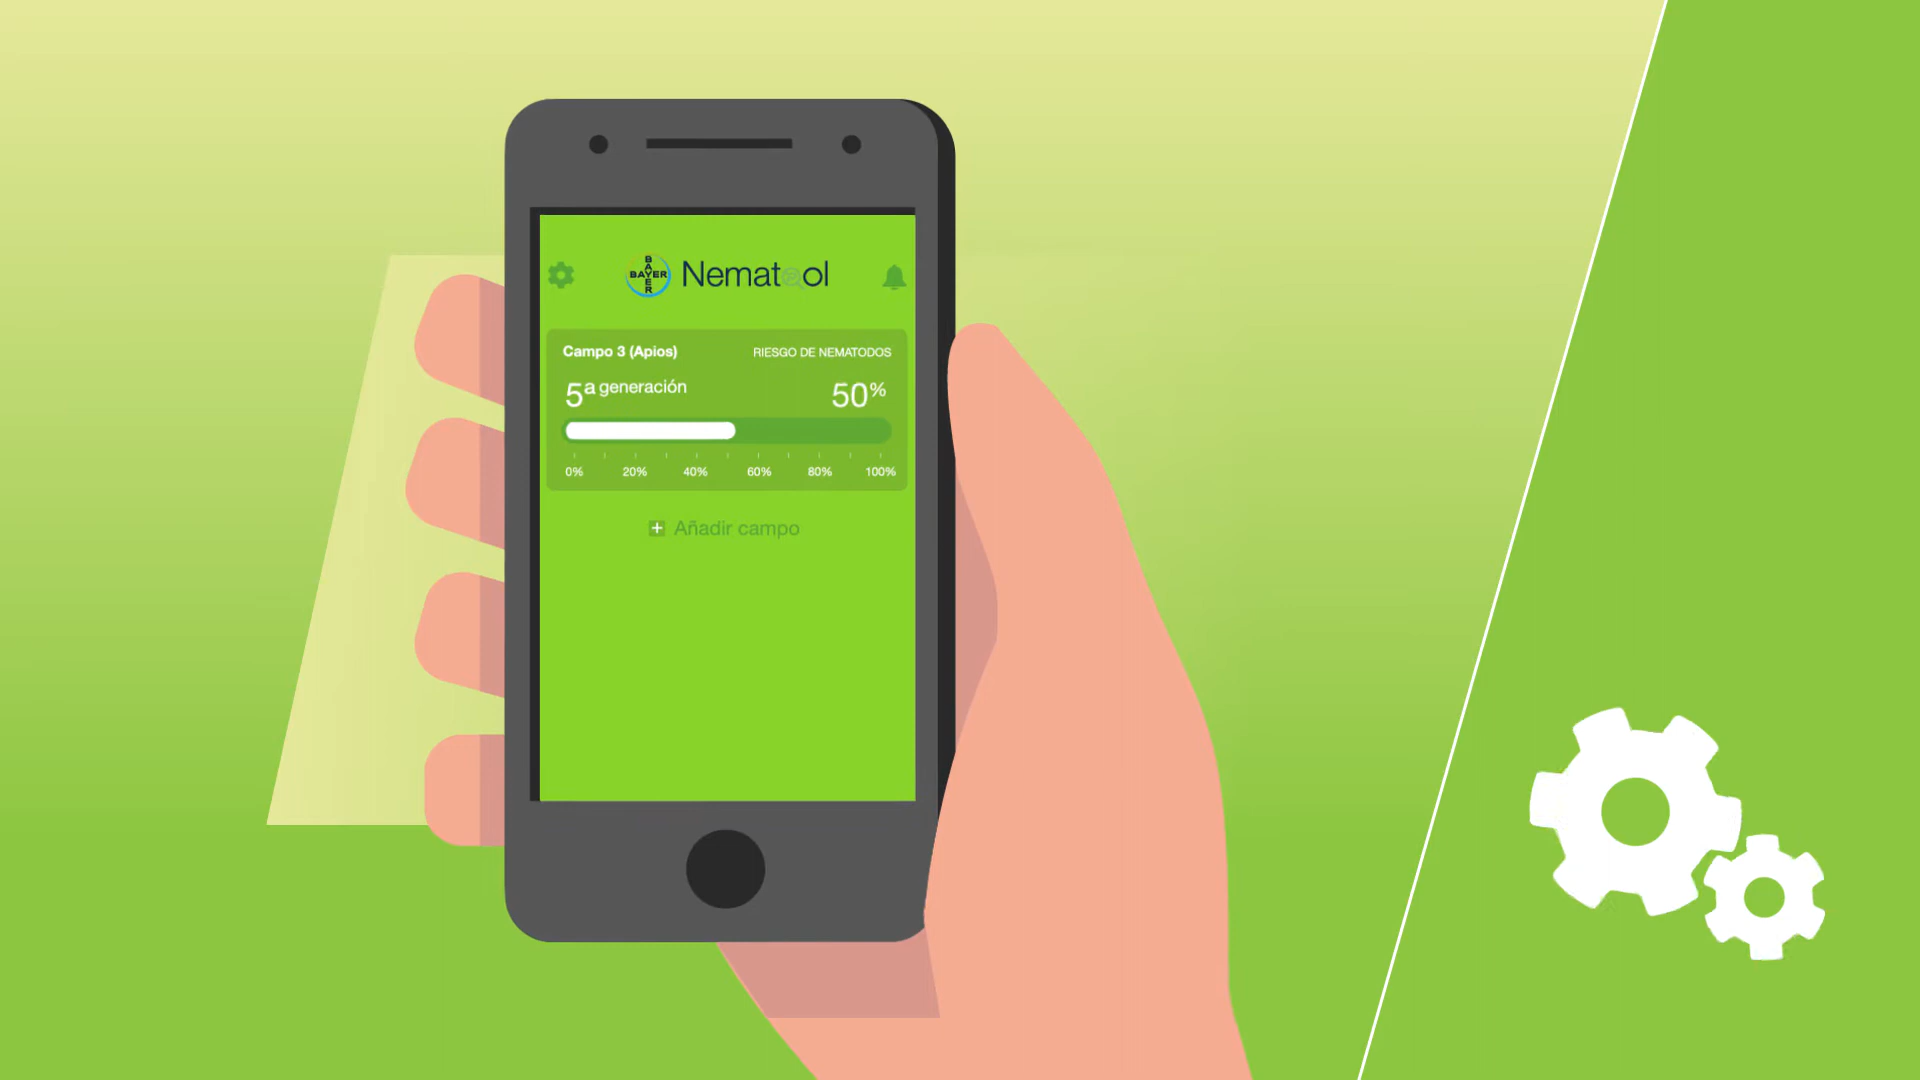 BAYER
BAYER
Nematool
Campo 3 (Apios)
RIESGO DE NEMATODOS
5ª generación
50%
0% 20% 40% 60% 80% 100%
Añadir campo